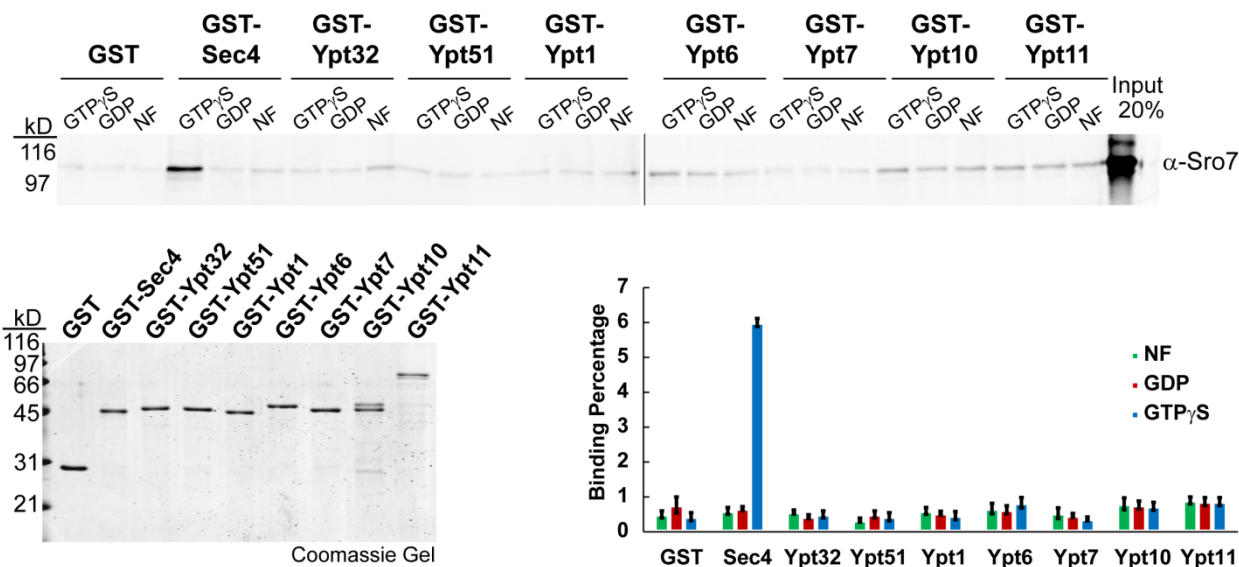 GST GST-Sec4 GST-Ypt32 GST-Ypt51 GST-Ypt1 GST-Ypt6 GST-Ypt7 GST-Ypt10 GST-Ypt11
GTPγS GDP NF GTPγS GDP NF GTPγS GDP NF GTPγS GDP NF GTPγS GDP NF GTPγS GDP NF GTPγS GDP NF GTPγS GDP NF GTPγS GDP NF Input 20%
kD
116
97
α-Sro7
GST GST-Sec4 GST-Ypt32 GST-Ypt51 GST-Ypt1 GST-Ypt6 GST-Ypt7 GST-Ypt10 GST-Ypt11
kD
116
97
66
45
31
21
Coomassie Gel
Binding Percentage
7
6
5
4
3
2
1
0
NF
GDP
GTPγS
GST Sec4 Ypt32 Ypt51 Ypt1 Ypt6 Ypt7 Ypt10 Ypt11